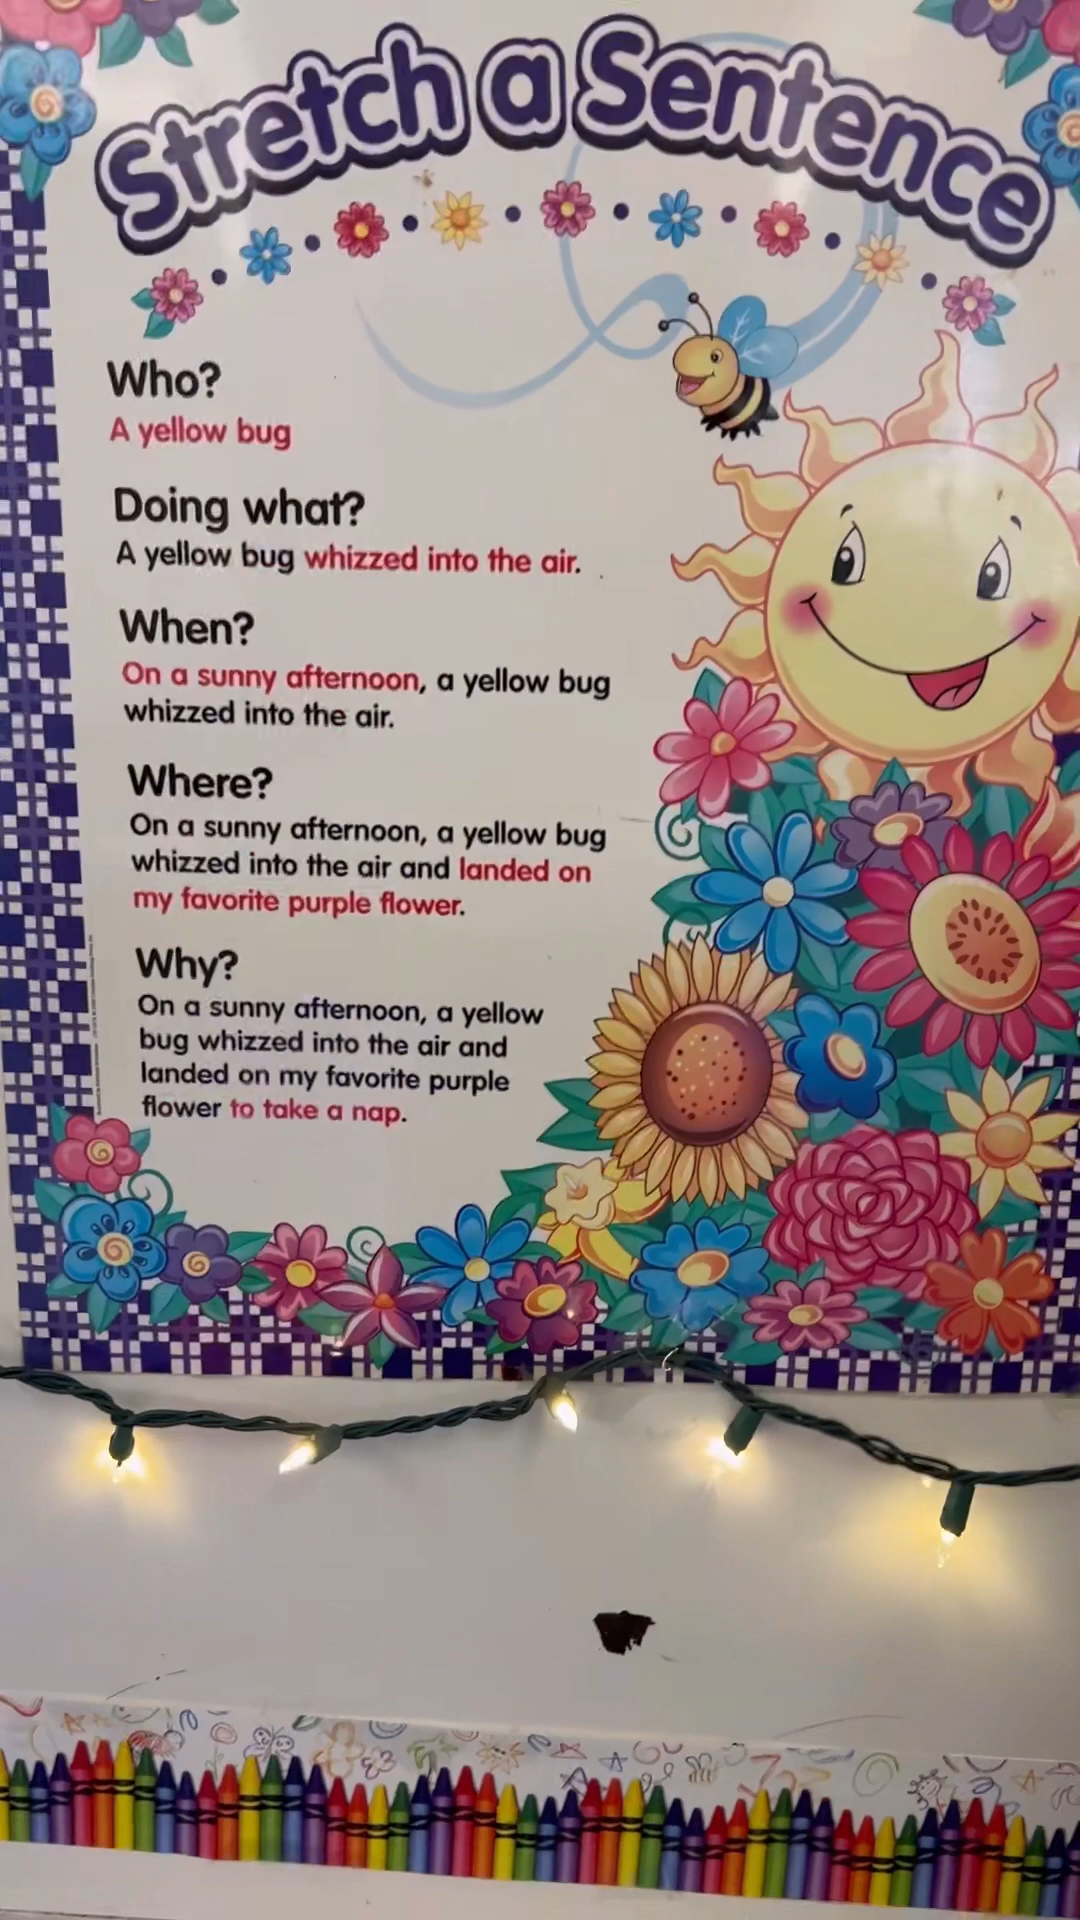 Stretch a Sentence
Who?
A yellow bug
Doing what?
A yellow bug whizzed into the air.
When?
On a sunny afternoon, a yellow bug
whizzed into the air.
Where?
On a sunny afternoon, a yellow bug
whizzed into the air and landed on
my favorite purple flower.
Why?
On a sunny afternoon, a yellow
bug whizzed into the air and
landed on my favorite purple
flower to take a nap.